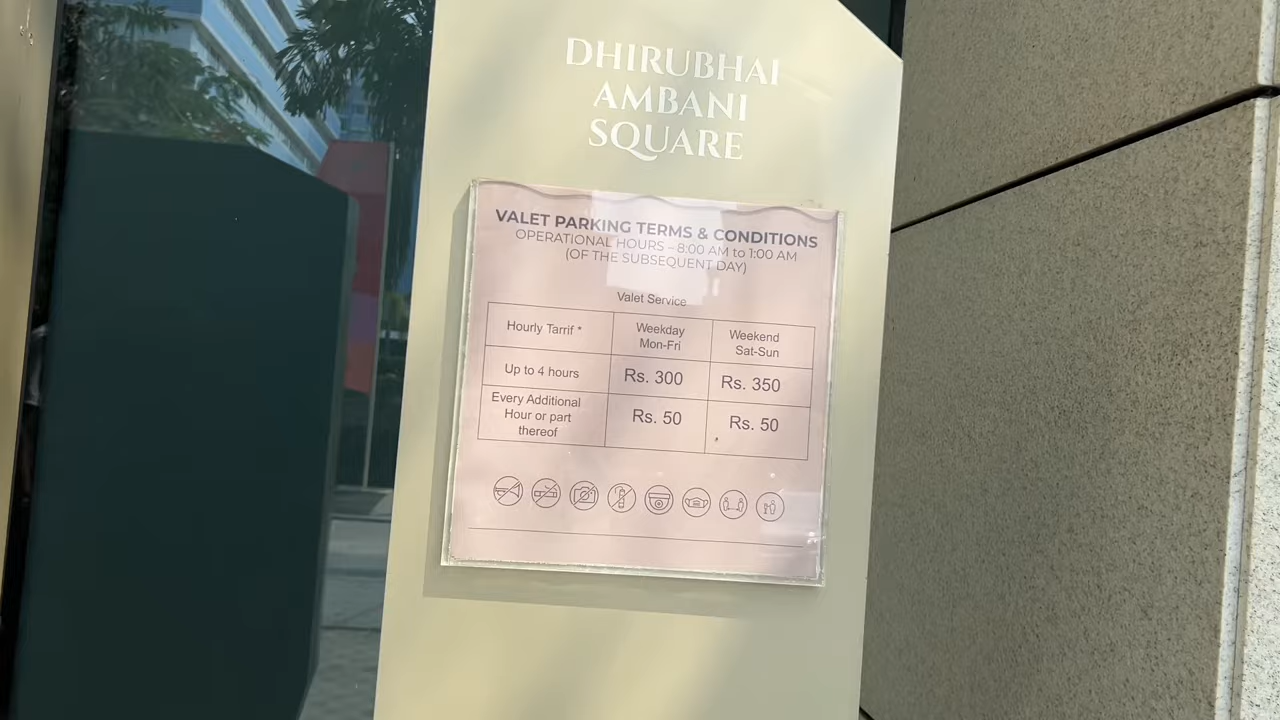 DHIRUBHAI
AMBANI
SQUARE
VALET PARKING TERMS & CONDITIONS
OPERATIONAL HOURS - 8:00 AM to 1:00 AM
(OF THE SUBSEQUENT DAY)
Valet Service
Hourly Tarrif *
Weekday
Mon-Fri
Weekend
Sat-Sun
Up to 4 hours
Rs. 300
Rs. 350
Every Additional
Hour or part
thereof
Rs. 50
Rs. 50